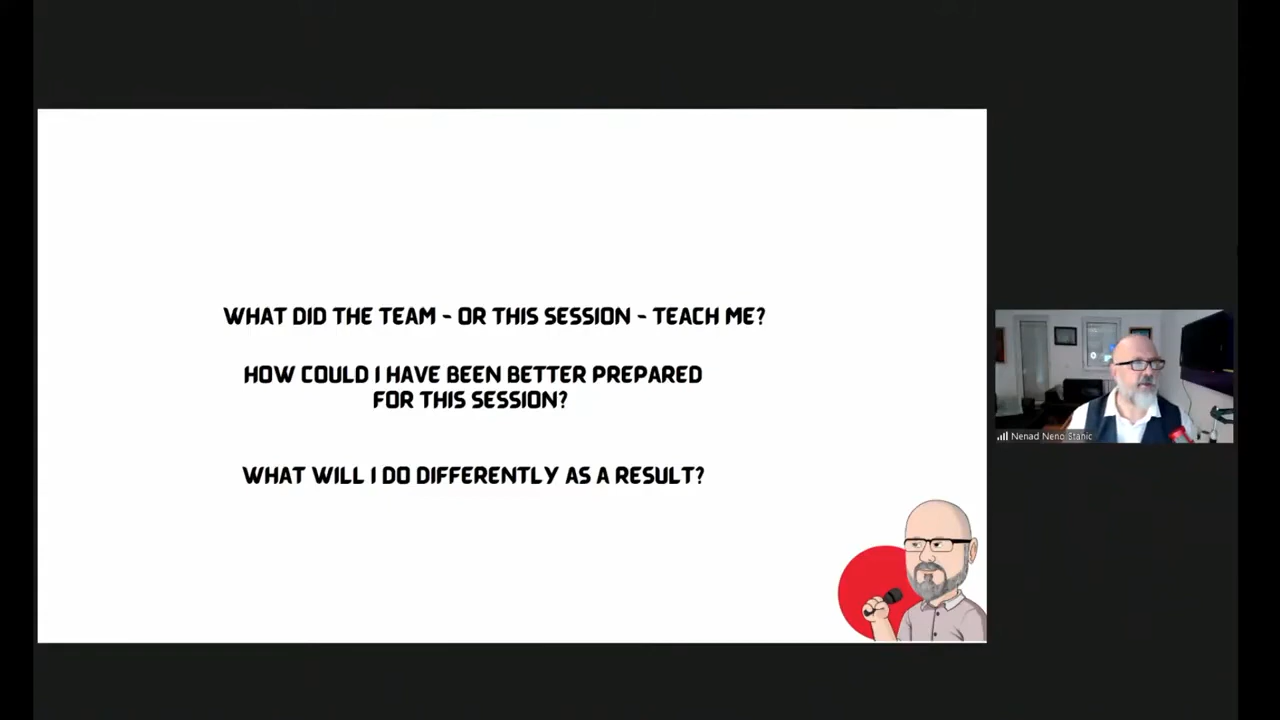 WHAT DID THE TEAM - OR THIS SESSION - TEACH ME?
HOW COULD I HAVE BEEN BETTER PREPARED
FOR THIS SESSION?
WHAT WILL I DO DIFFERENTLY AS A RESULT?
Nenad Neno Stanic